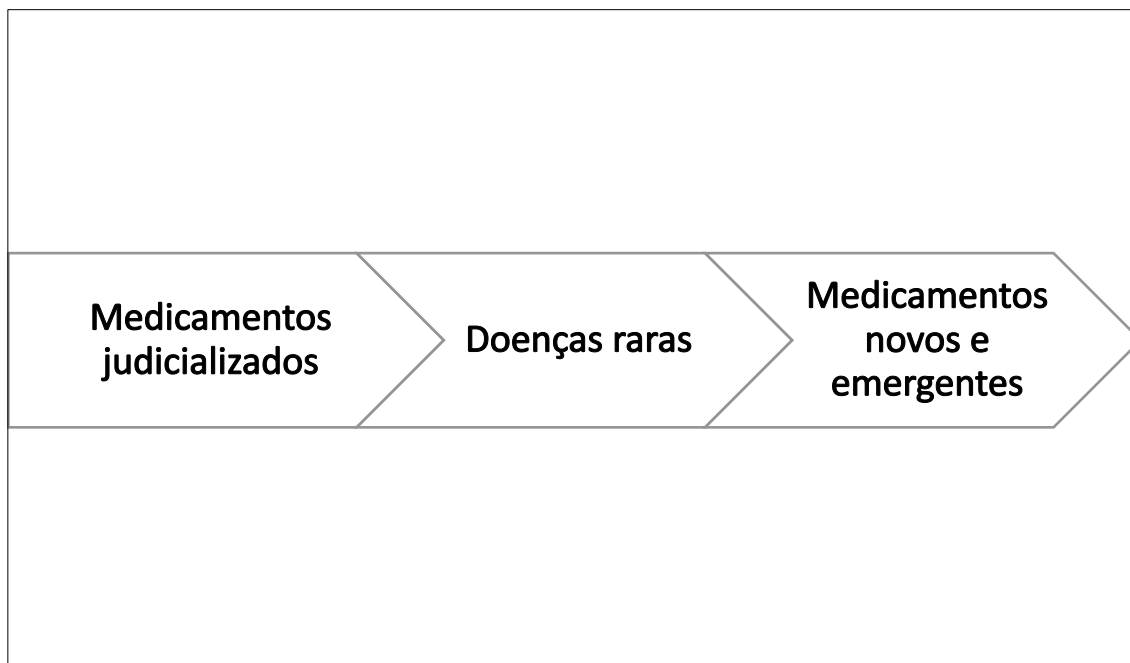 Medicamentos
judicializados
Doenças raras
Medicamentos
novos e
emergentes